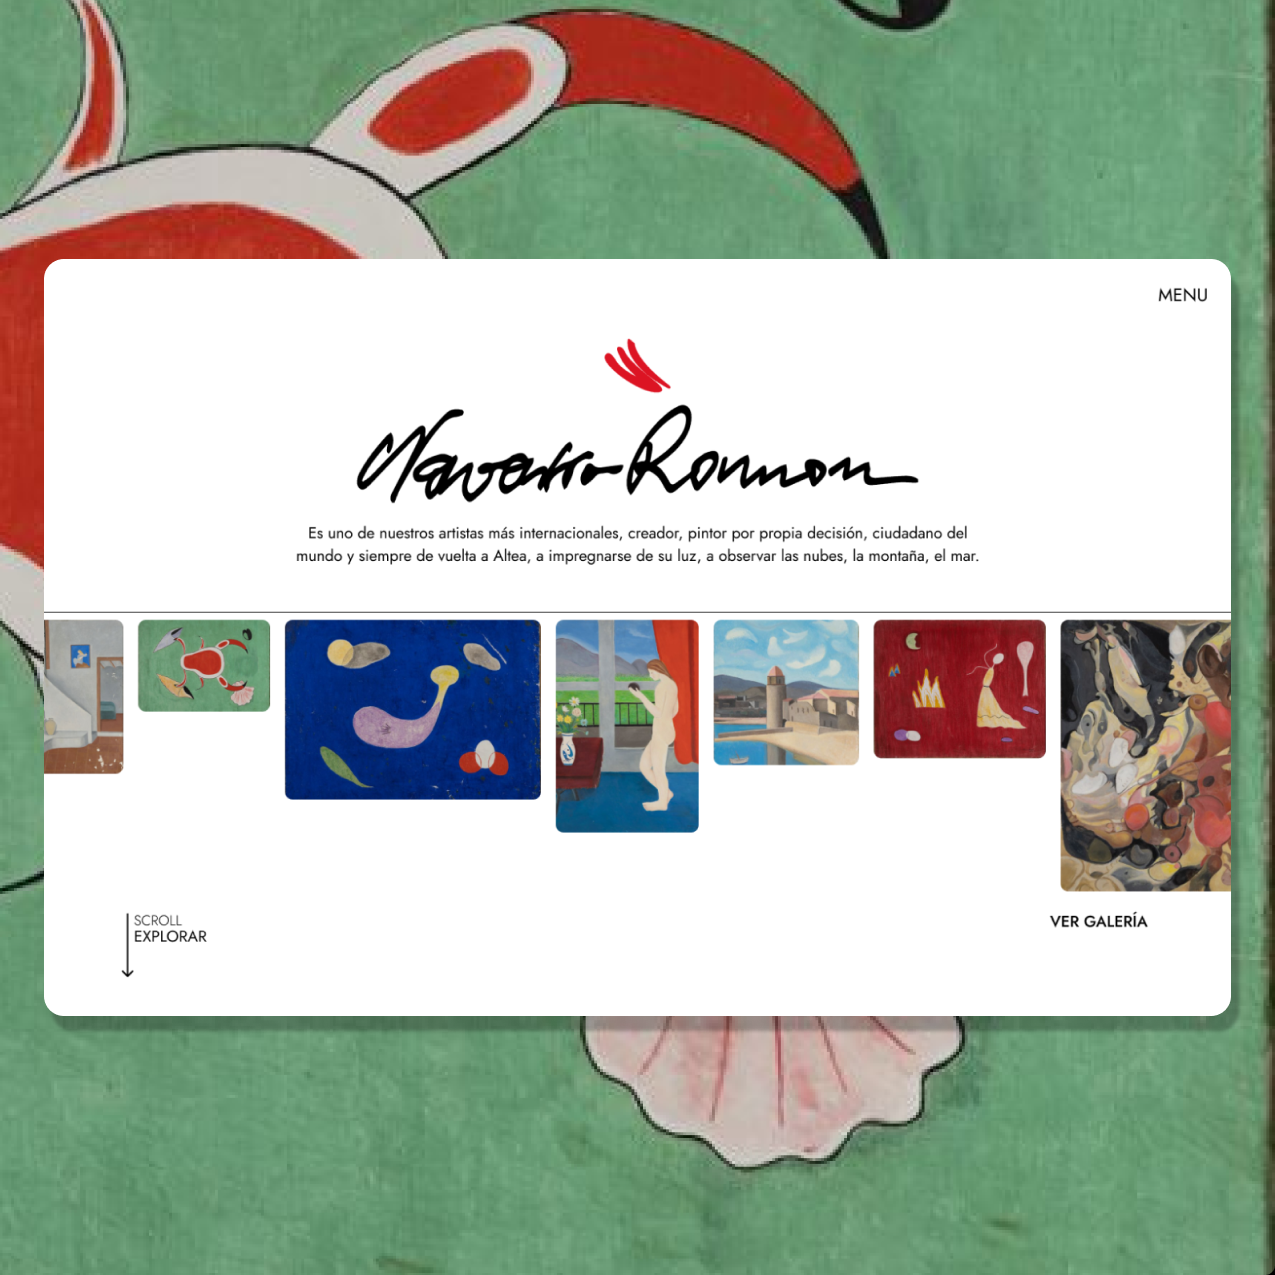 MENU
Navarro Ramon
Es uno de nuestros artistas más internacionales, creador, pintor por propia decisión, ciudadano del
mundo y siempre de vuelta a Altea, a impregnarse de su luz, a observar las nubes, la montaña, el mar.
SCROLL
EXPLORAR
VER GALERÍA